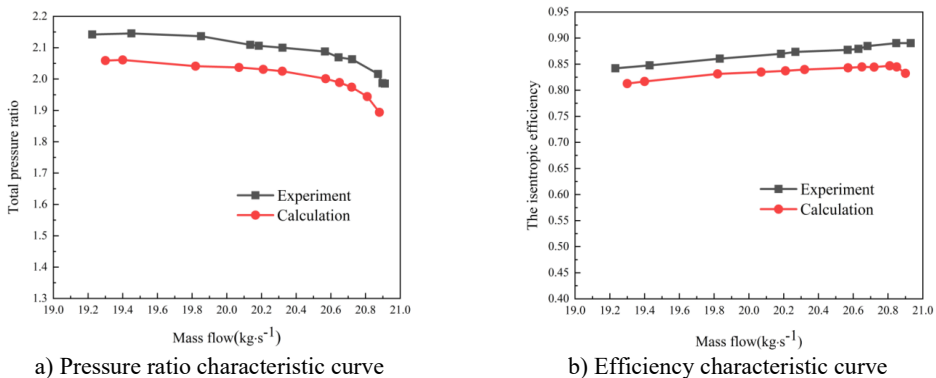 2.2
2.1
2.0
1.9
1.8
1.7
1.6
1.5
1.4
1.3
Total pressure ratio
Experiment
Calculation
19.0 19.2 19.4 19.6 19.8 20.0 20.2 20.4 20.6 20.8 21.0
Mass flow(kg·s⁻¹)
a) Pressure ratio characteristic curve
0.95
0.90
0.85
0.80
0.75
0.70
0.65
0.60
0.55
0.50
0.45
0.40
The isentropic efficiency
Experiment
Calculation
19.0 19.2 19.4 19.6 19.8 20.0 20.2 20.4 20.6 20.8 21.0
Mass flow(kg·s⁻¹)
b) Efficiency characteristic curve